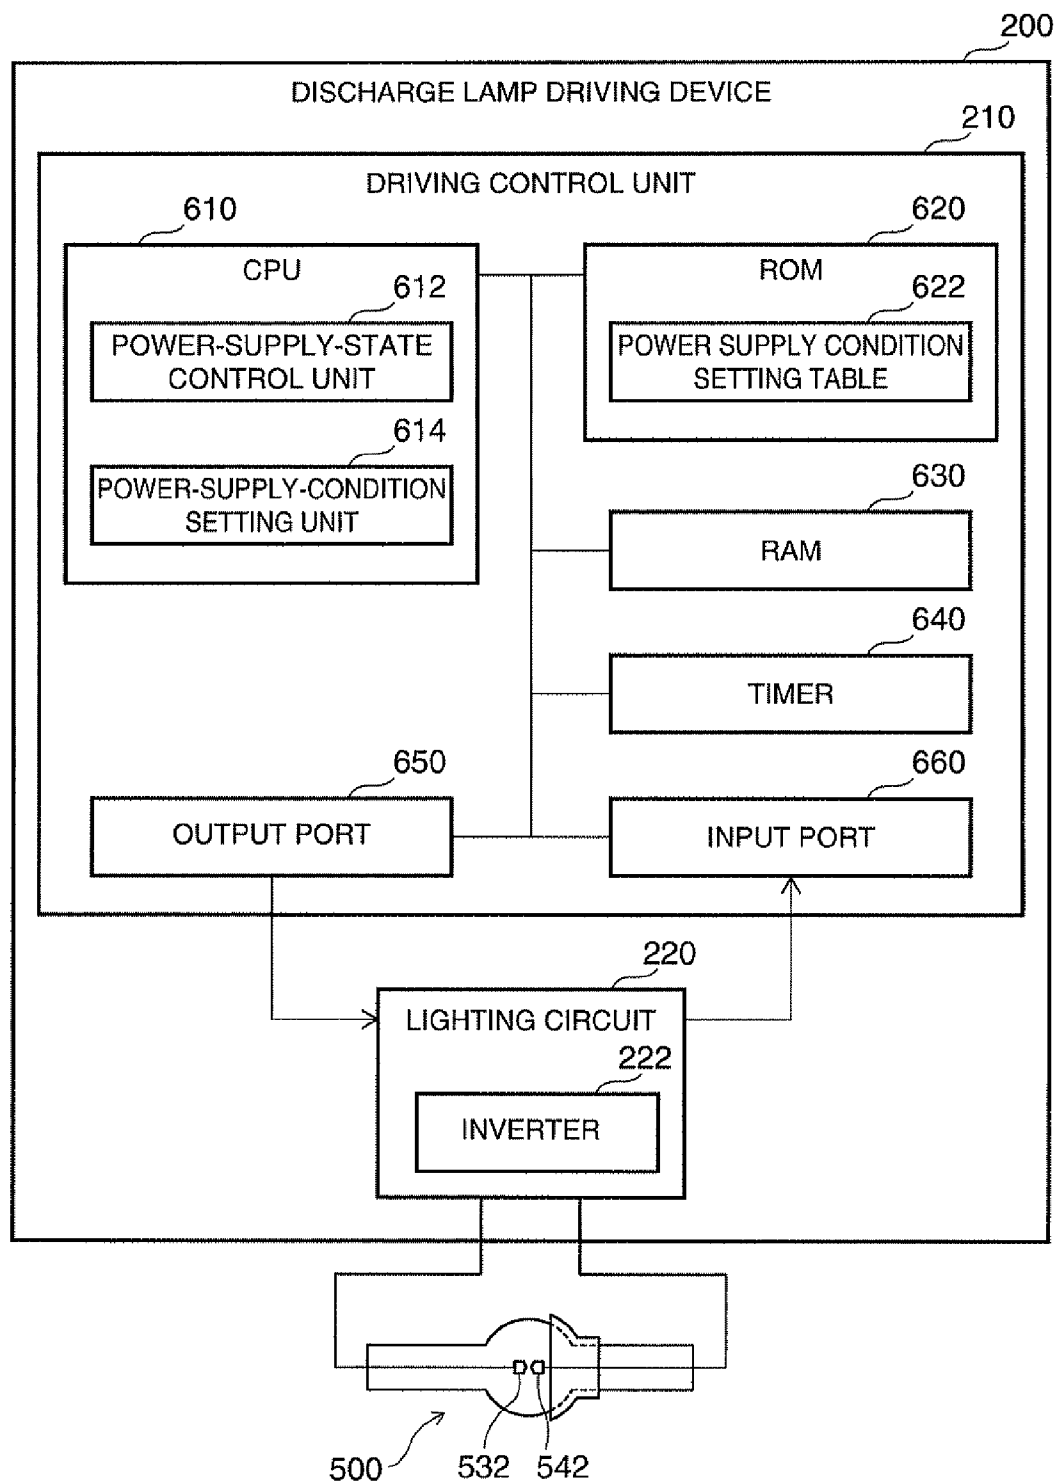 200
DISCHARGE LAMP DRIVING DEVICE
210
DRIVING CONTROL UNIT
610
CPU
612
POWER-SUPPLY-STATE
CONTROL UNIT
614
POWER-SUPPLY-CONDITION
SETTING UNIT
620
ROM
622
POWER SUPPLY CONDITION
SETTING TABLE
630
RAM
640
TIMER
650
OUTPUT PORT
660
INPUT PORT
220
LIGHTING CIRCUIT
222
INVERTER
500
532
542